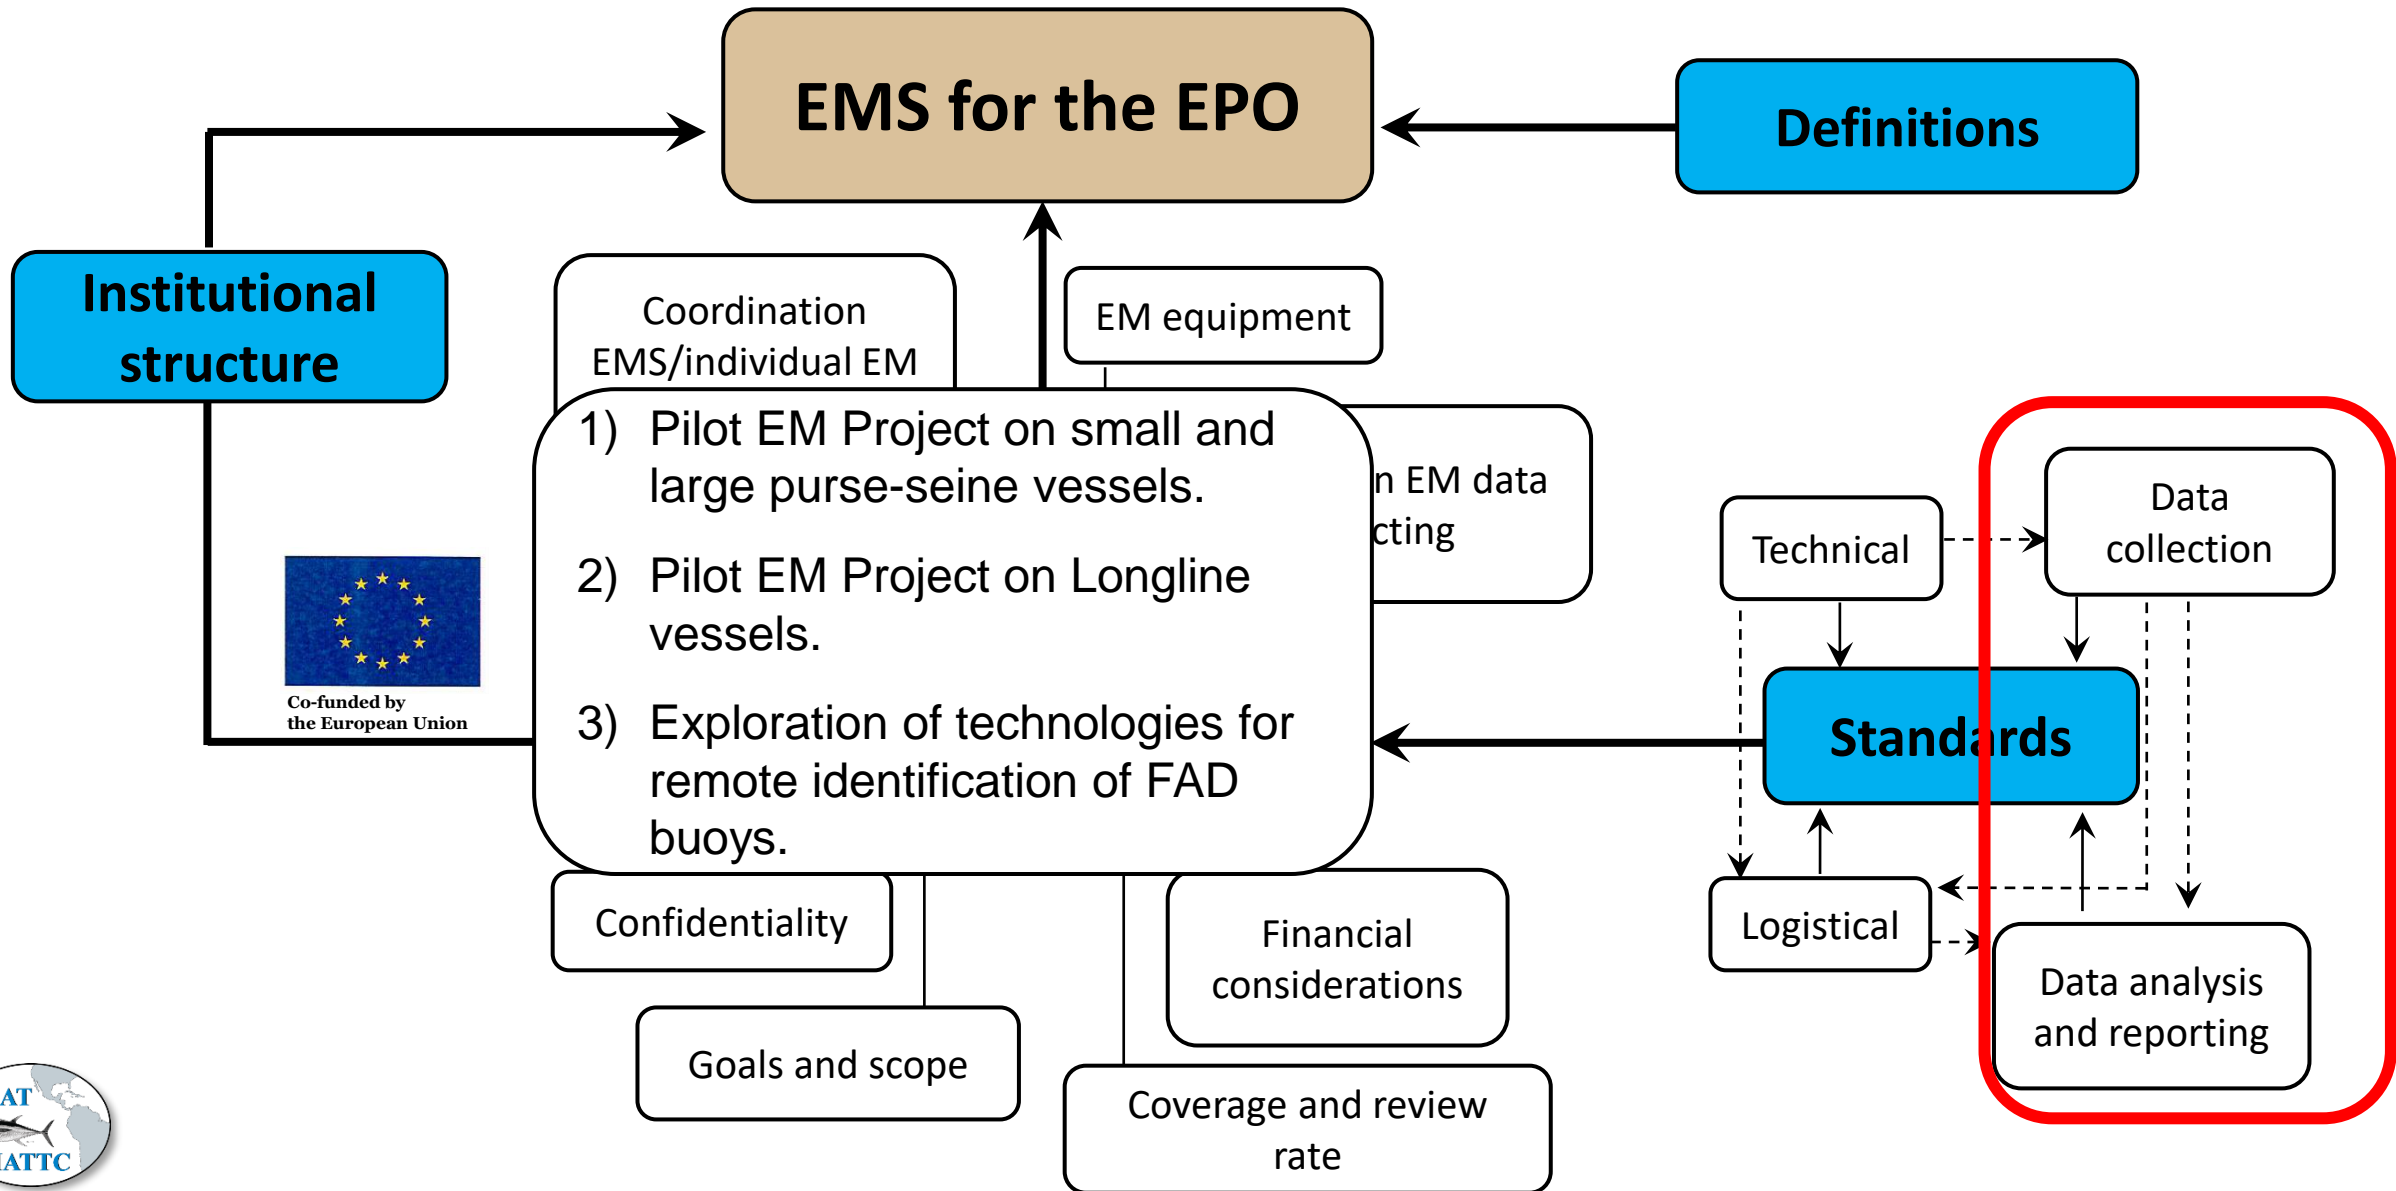 EMS for the EPO
Definitions
Institutional
structure
Coordination
EMS/individual EM
EM equipment
1) Pilot EM Project on small and
large purse-seine vessels.
2) Pilot EM Project on Longline
vessels.
3) Exploration of technologies for
remote identification of FAD
buoys.
EM data
Co-funded by
the European Union
Technical
Data
collection
Standards
Logistical
Data analysis
and reporting
Confidentiality
Financial
considerations
Goals and scope
Coverage and review
rate
IATTC